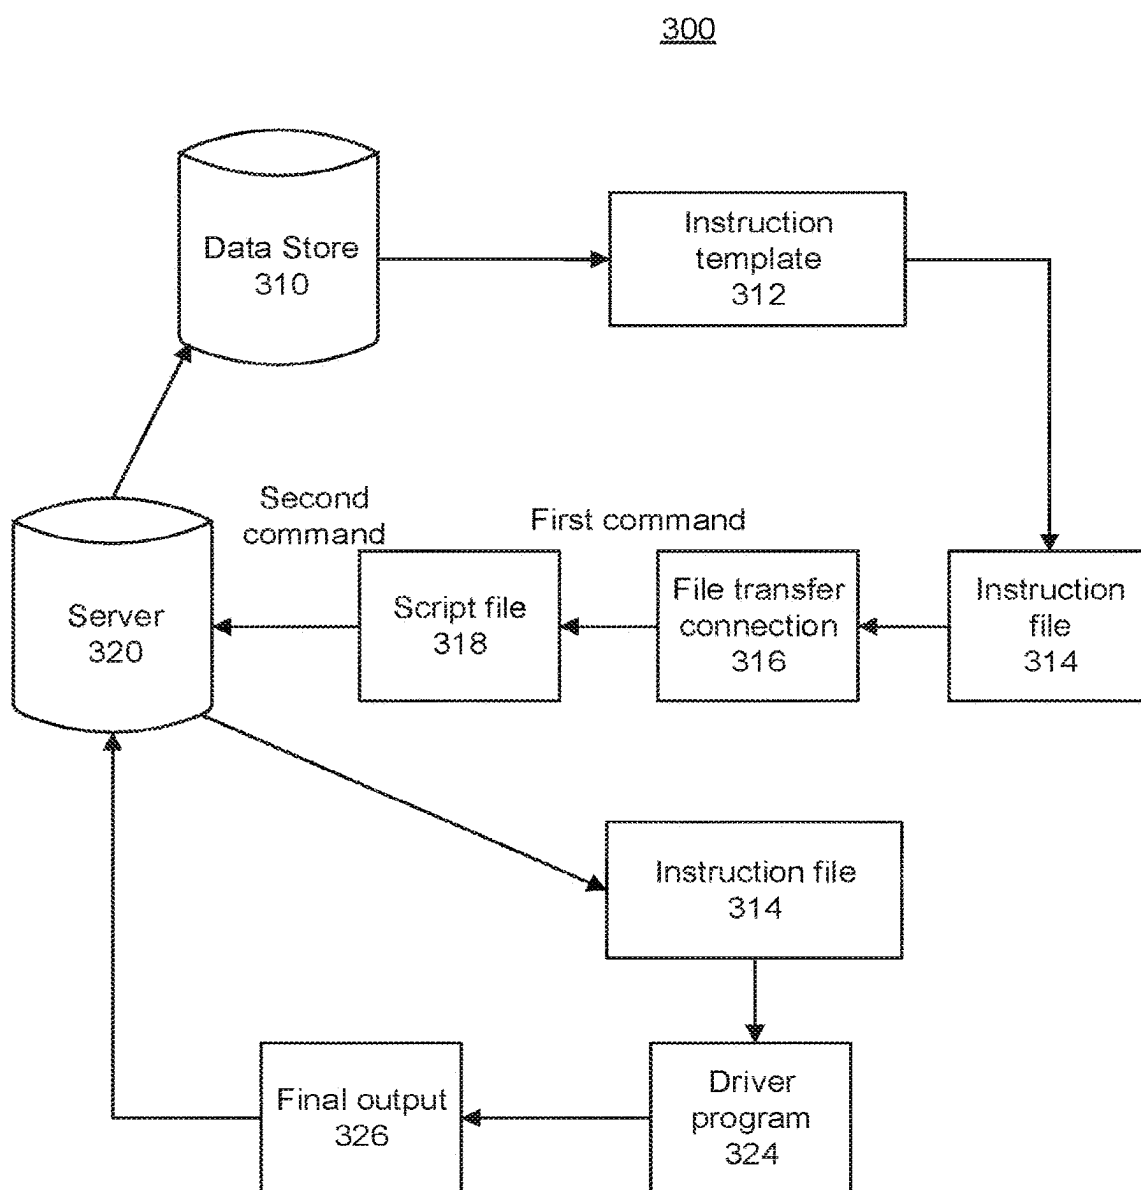 300
Data Store
310
Instruction
template
312
Second
command
First command
Server
320
Script file
318
File transfer
connection
316
Instruction
file
314
Instruction file
314
Final output
326
Driver
program
324